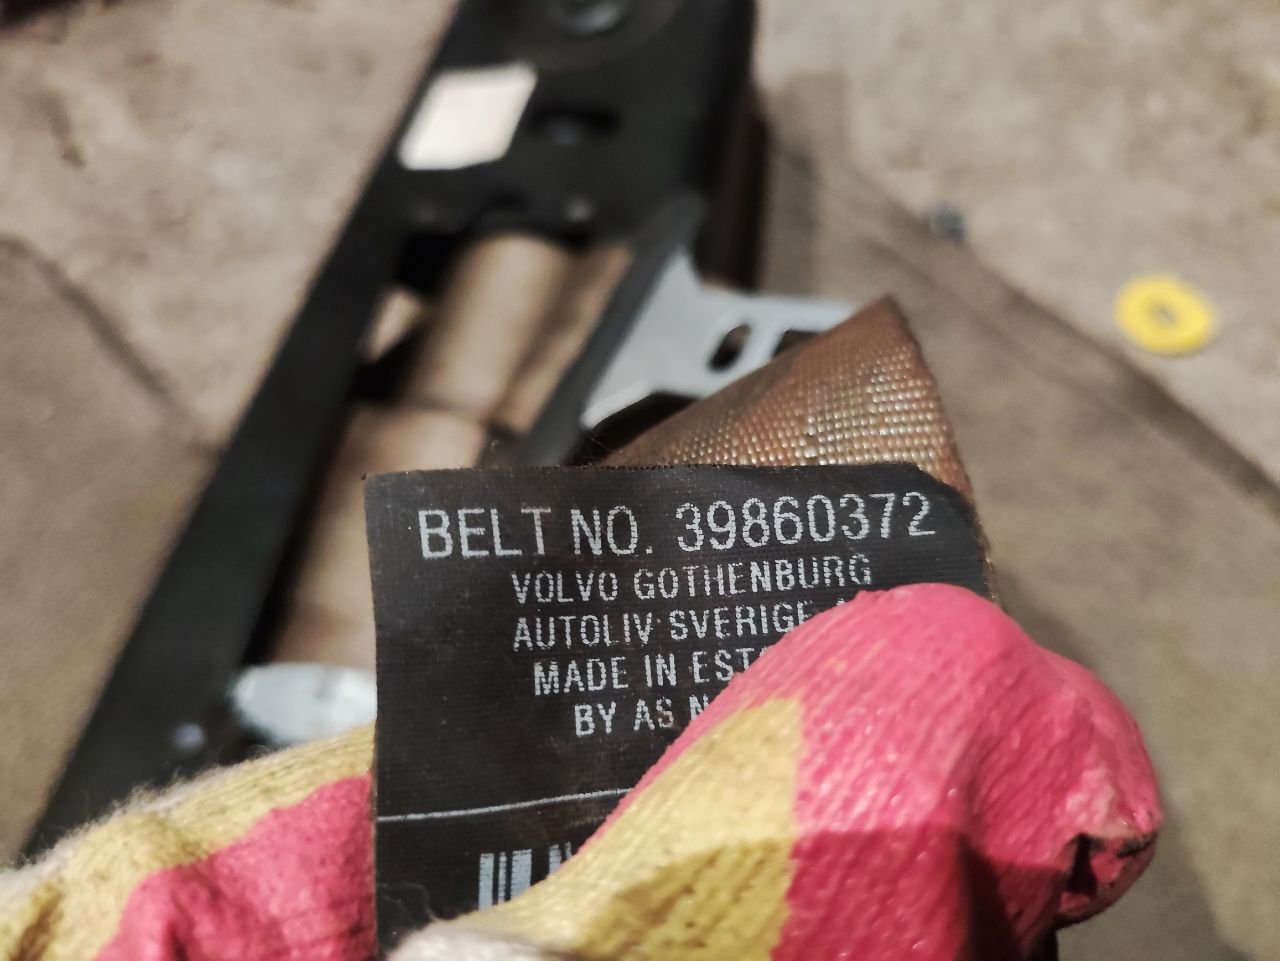 BELT NO. 39860372
VOLVO GOTHENBURG
AUTOLIV SVERIGE
MADE IN
BY AS